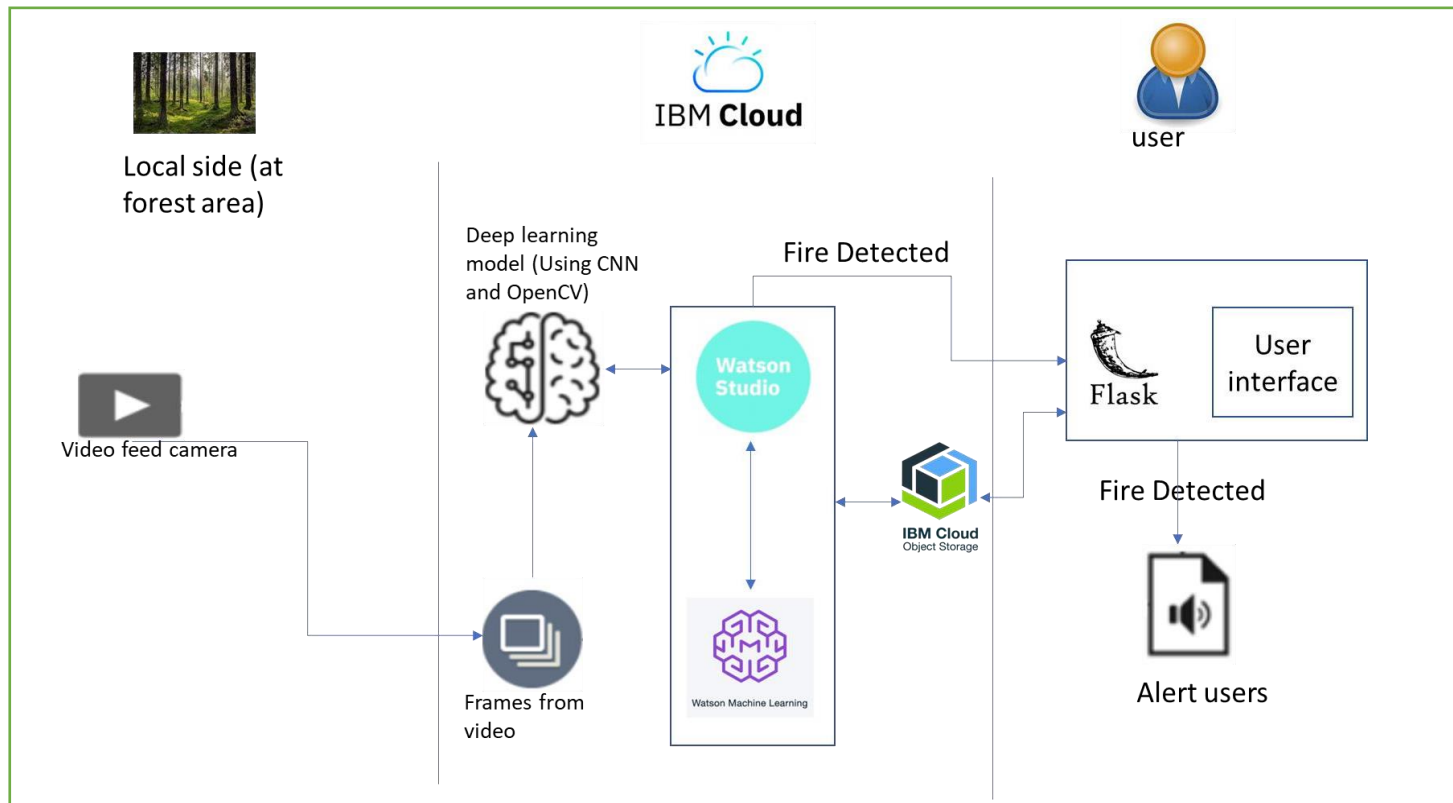 IBM Cloud
user
Local side (at
forest area)
Deep learning
model (Using CNN
and OpenCV)
Fire Detected
Watson
Studio
Flask
User
interface
Video feed camera
IBM Cloud
Object Storage
Fire Detected
Watson Machine Learning
Frames from
video
Alert users